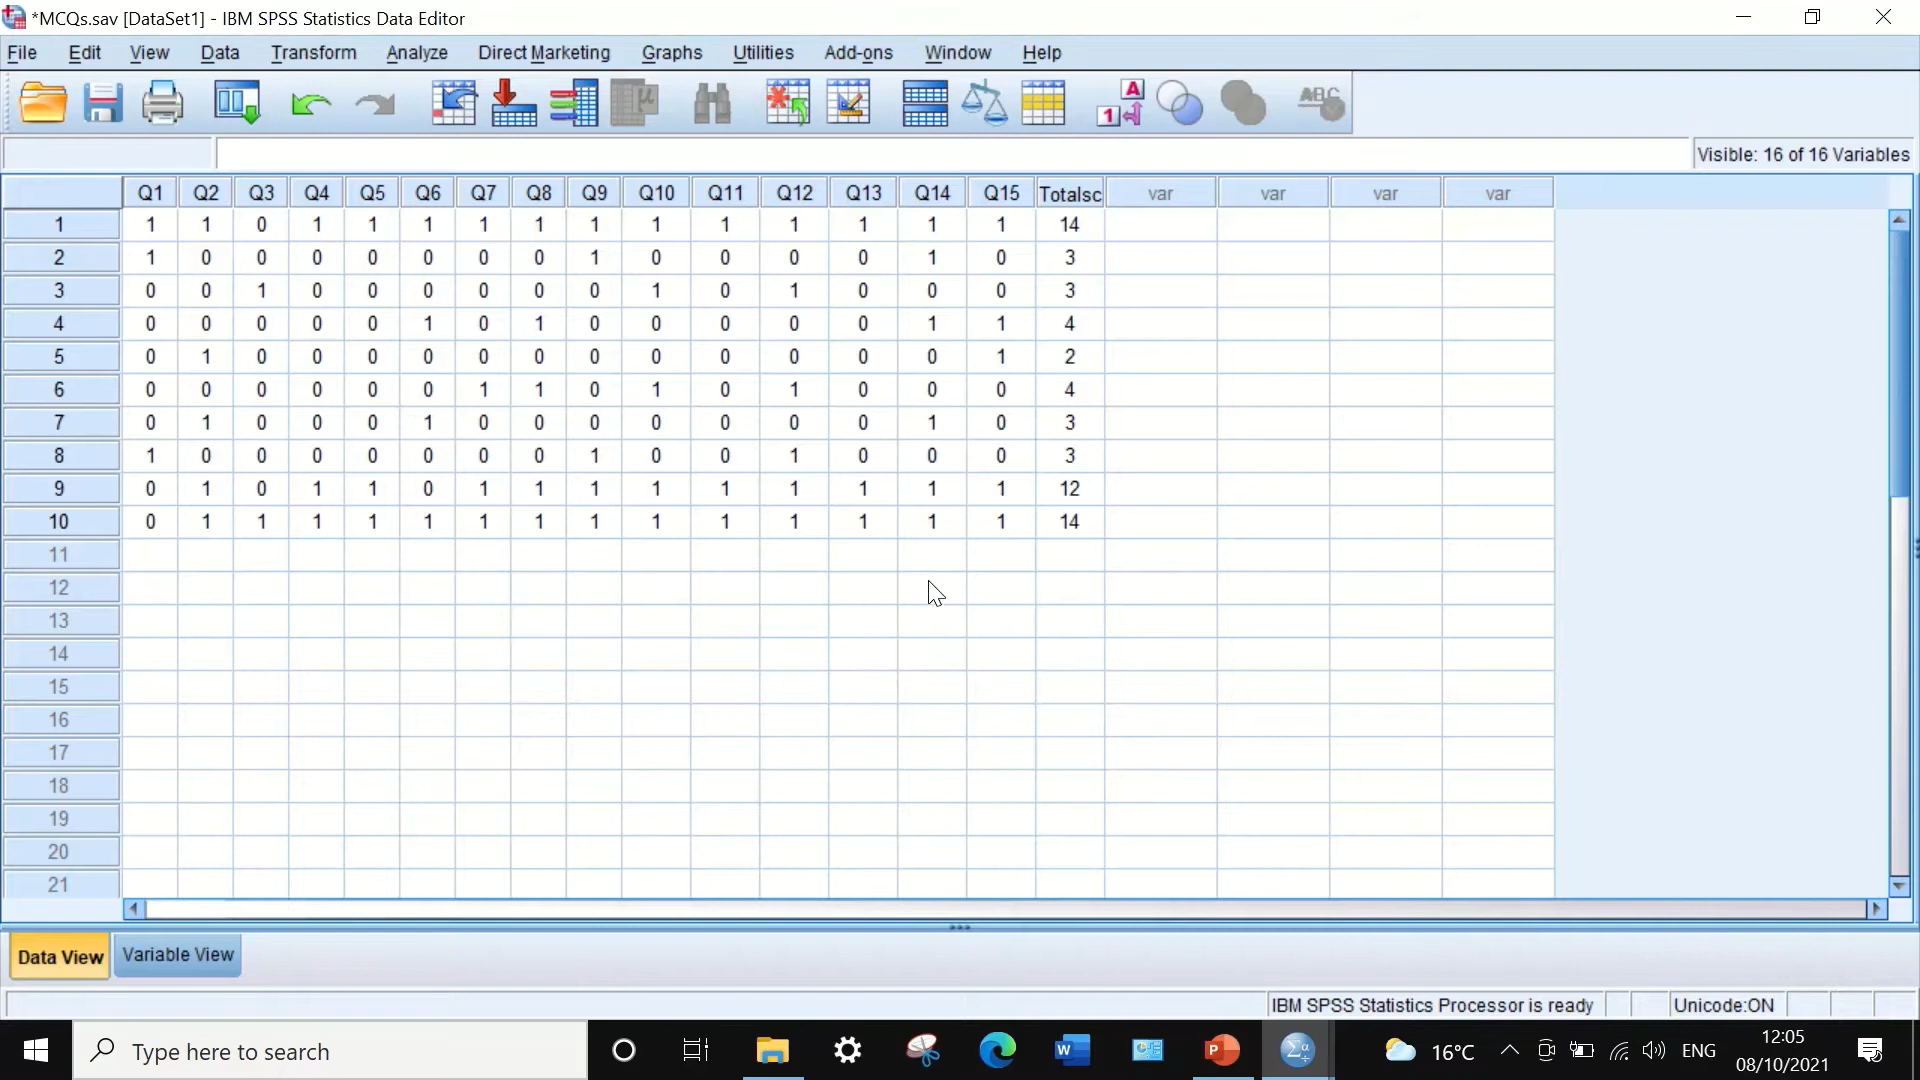 *MCQs.sav [DataSet1] - IBM SPSS Statistics Data Editor
File Edit View Data Transform Analyze Direct Marketing Graphs Utilities Add-ons Window Help
A
1
μ
ABC
Visible: 16 of 16 Variables
Q1 Q2 Q3 Q4 Q5 Q6 Q7 Q8 Q9 Q10 Q11 Q12 Q13 Q14 Q15 Totalsc var var var var
1 1 1 0 1 1 1 1 1 1 1 1 1 1 1 1 14
2 1 0 0 0 0 0 0 0 1 0 0 0 0 1 0 3
3 0 0 1 0 0 0 0 0 0 1 0 1 0 0 0 3
4 0 0 0 0 0 1 0 1 0 0 0 0 0 1 1 4
5 0 1 0 0 0 0 0 0 0 0 0 0 0 0 1 2
6 0 0 0 0 0 0 1 1 0 1 0 1 0 0 0 4
7 0 1 0 0 0 1 0 0 0 0 0 0 0 1 0 3
8 1 0 0 0 0 0 0 0 1 0 0 1 0 0 0 3
9 0 1 0 1 1 0 1 1 1 1 1 1 1 1 1 12
10 0 1 1 1 1 1 1 1 1 1 1 1 1 1 1 14
11
12
13
14
15
16
17
18
19
20
21
Data View Variable View
IBM SPSS Statistics Processor is ready Unicode:ON
Type here to search
W P Σα
16°C ENG
12:05
08/10/2021